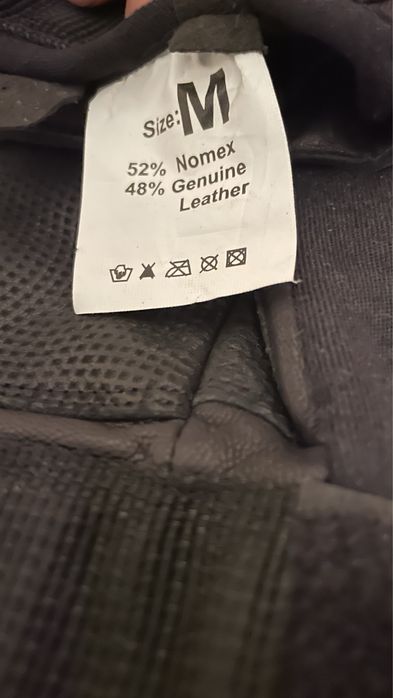 Size: M
52% Nomex
48% Genuine
Leather